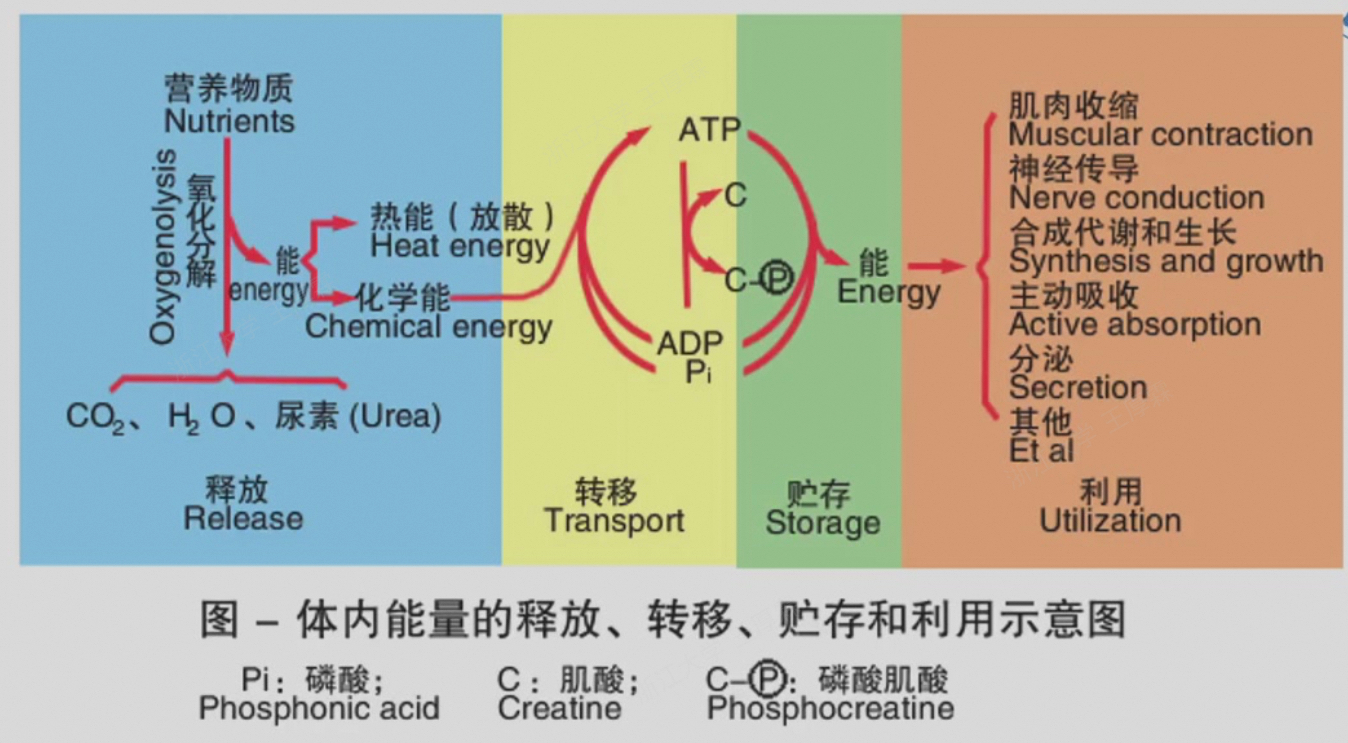 营养物质
Nutrients
Oxygenolysis
氧化分解
能
energy
热能（放散）
Heat energy
化学能
Chemical energy
CO₂、H₂O、尿素 (Urea)
释放
Release
ATP
C
C-Ⓟ
ADP
Pi
转移
Transport
贮存
Storage
能
Energy
肌肉收缩
Muscular contraction
神经传导
Nerve conduction
合成代谢和生长
Synthesis and growth
主动吸收
Active absorption
分泌
Secretion
其他
Et al
利用
Utilization
图 – 体内能量的释放、转移、贮存和利用示意图
Pi：磷酸； C：肌酸； C–Ⓟ：磷酸肌酸
Phosphonic acid Creatine Phosphocreatine